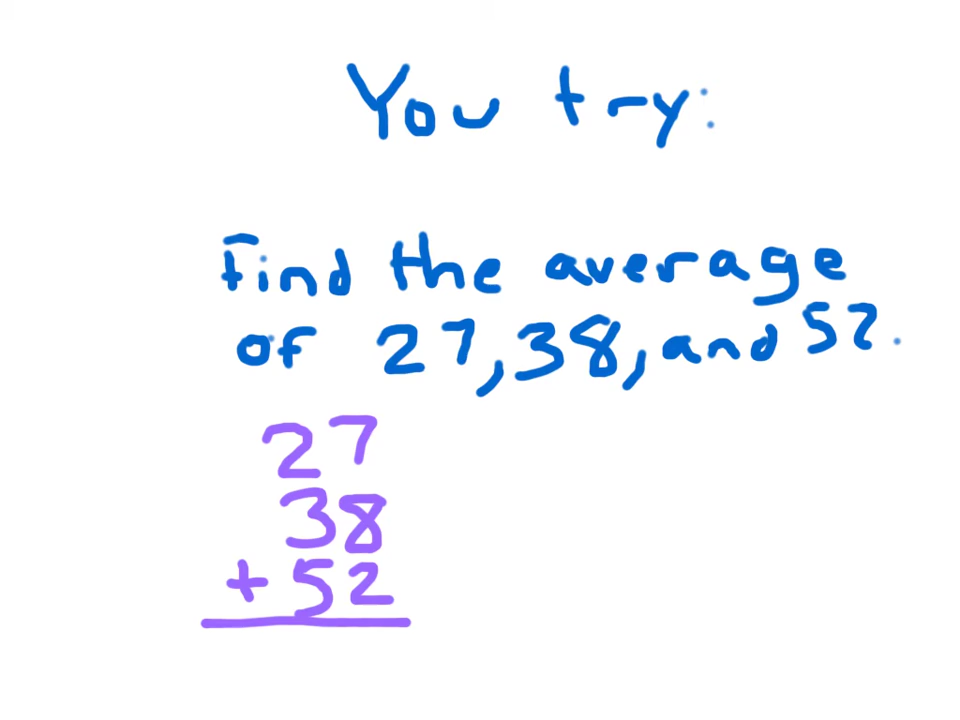 You try:
Find the average
of 27, 38, and 52.
27
38
+ 52